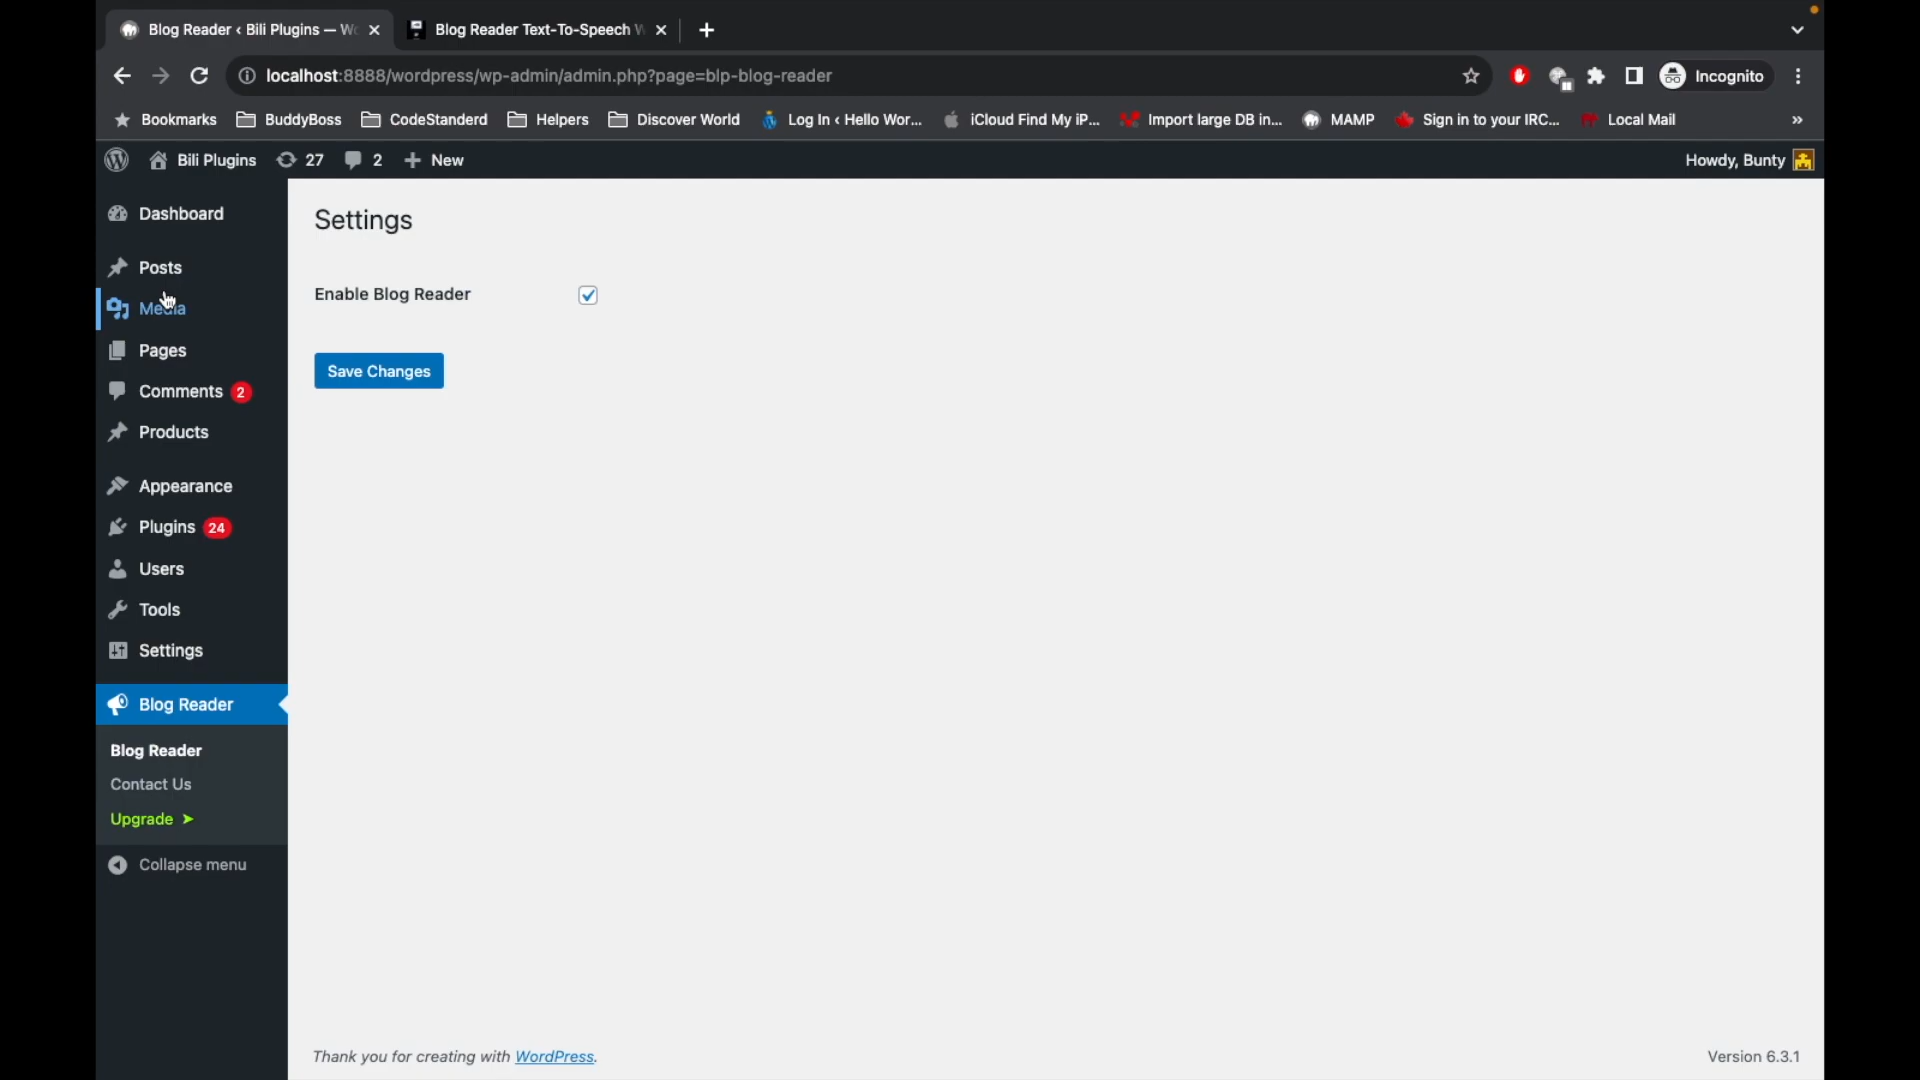 Blog Reader ‹ Bili Plugins — Wo
Blog Reader Text-To-Speech W
localhost:8888/wordpress/wp-admin/admin.php?page=blp-blog-reader
Incognito
Bookmarks
BuddyBoss
CodeStanderd
Helpers
Discover World
Log In ‹ Hello Wor...
iCloud Find My iP...
Import large DB in...
MAMP
Sign in to your IRC...
Local Mail
»
Bili Plugins
27
2
New
Howdy, Bunty
Dashboard
Posts
Media
Pages
Comments 2
Products
Appearance
Plugins 24
Users
Tools
Settings
Blog Reader
Blog Reader
Contact Us
Upgrade ➤
Collapse menu
Settings
Enable Blog Reader
Save Changes
Thank you for creating with WordPress.
Version 6.3.1